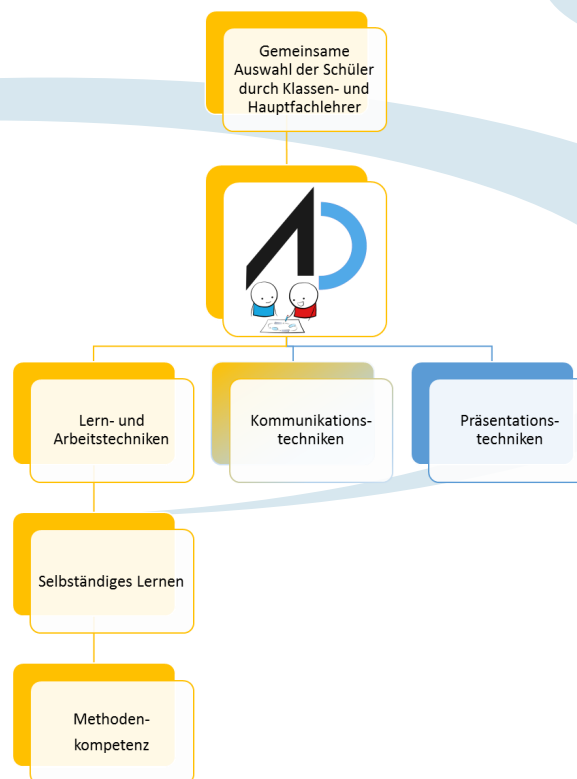 Gemeinsame
Auswahl der Schüler
durch Klassen- und
Hauptfachlehrer
Lern- und
Arbeitstechniken
Kommunikations-
techniken
Präsentations-
techniken
Selbständiges Lernen
Methoden-
kompetenz